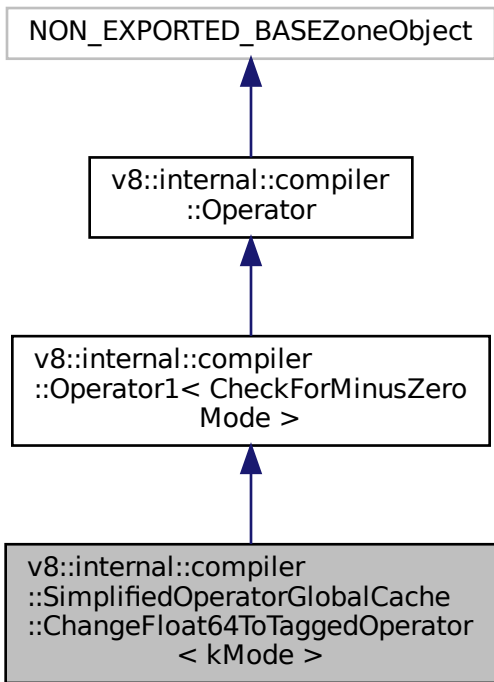 NON_EXPORTED_BASEZoneObject
v8::internal::compiler
::Operator
v8::internal::compiler
::Operator1< CheckForMinusZero
Mode >
v8::internal::compiler
::SimplifiedOperatorGlobalCache
::ChangeFloat64ToTaggedOperator
< kMode >